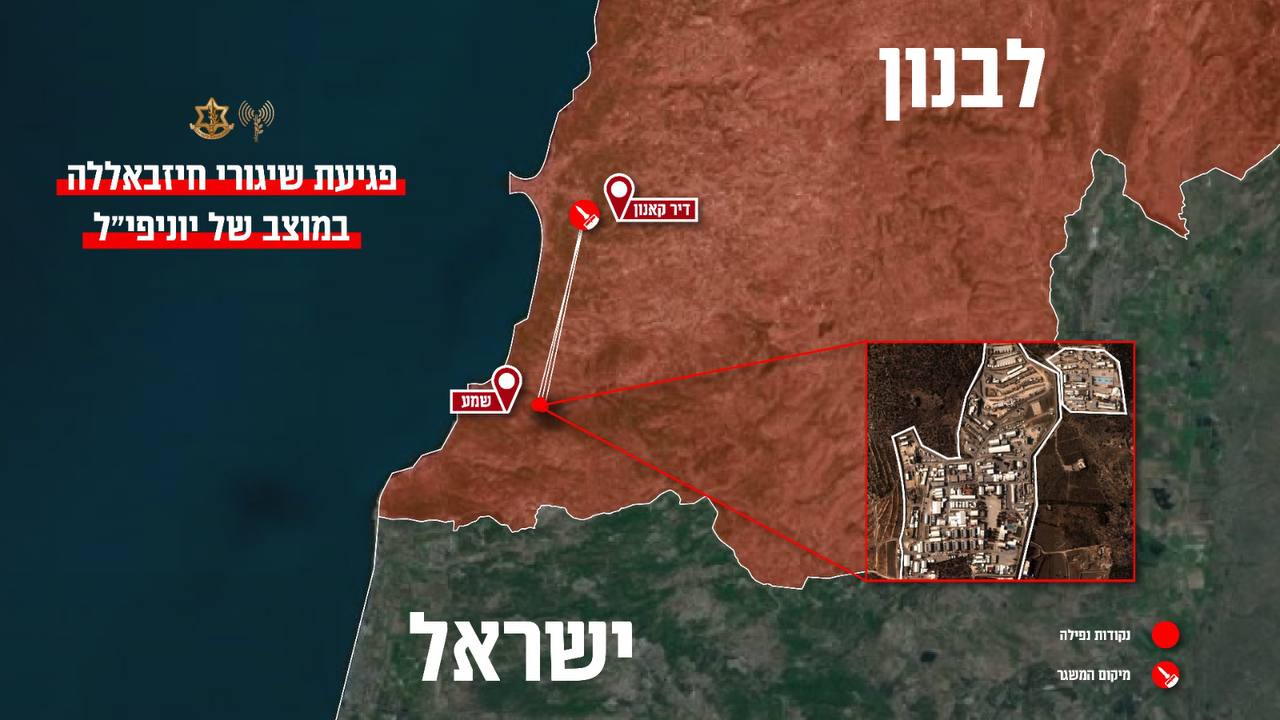 לבנון
פגיעת שיגורי חיזבאללה
במוצב של יוניפי״ל
דיר קאנון
שמע
ישראל
נקודות נפילה
מיקום המשגר